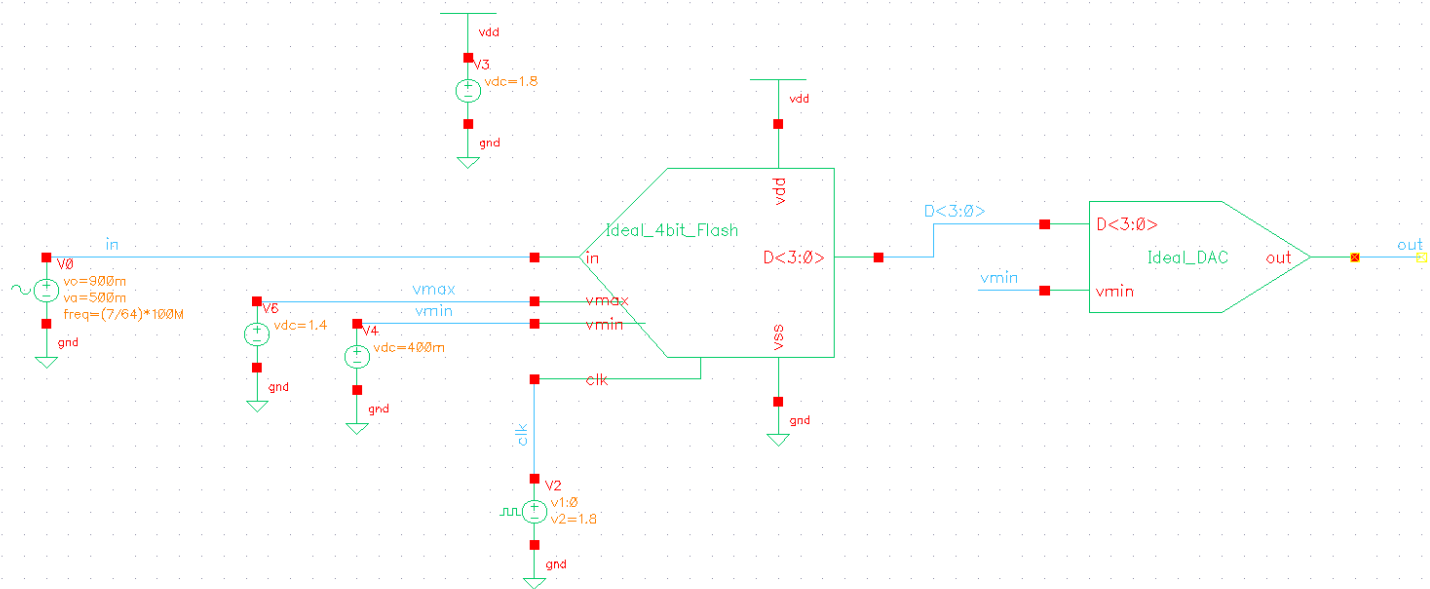 vdd
V3
vdc=1.8
gnd
vdd
vdd
Ideal_4bit_Flash
in
in
D<3:0>
D<3:0>
D<3:0>
Ideal_DAC
out
out
vmin
vmin
V0
vo=900m
va=500m
freq=(7/64)*100M
gnd
vmax
vmax
V6
vdc=1.4
gnd
vmin
vmin
V4
vdc=400m
gnd
vss
gnd
clk
clk
V2
v1:0
v2=1.8
gnd